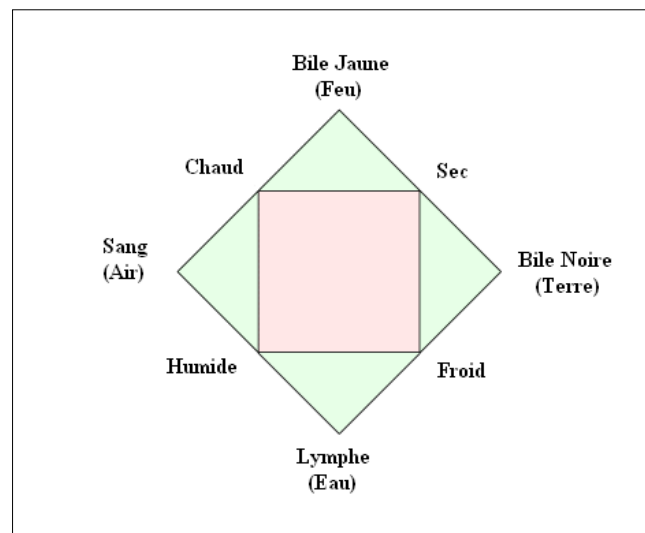 Bile Jaune
(Feu)
Chaud
Sec
Sang
(Air)
Bile Noire
(Terre)
Humide
Froid
Lymphe
(Eau)